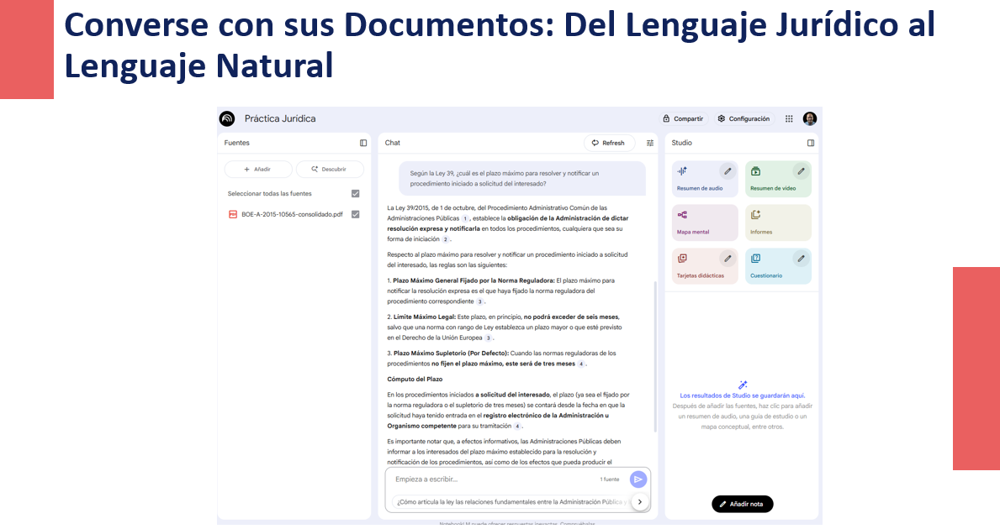 Converse con sus Documentos: Del Lenguaje Jurídico al
Lenguaje Natural
Práctica Jurídica
Compartir
Configuración
Fuentes
Añadir
Descubrir
Seleccionar todas las fuentes
PDF
BOE-A-2015-10565-consolidado.pdf
Chat
Refresh
Según la Ley 39, ¿cuál es el plazo máximo para resolver y notificar un
procedimiento iniciado a solicitud del interesado?
La Ley 39/2015, de 1 de octubre, del Procedimiento Administrativo Común de las
Administraciones Públicas 1 , establece la obligación de la Administración de dictar
resolución expresa y notificarla en todos los procedimientos, cualquiera que sea su
forma de iniciación 2 .
Respecto al plazo máximo para resolver y notificar un procedimiento iniciado a solicitud
del interesado, las reglas son las siguientes:
1. Plazo Máximo General Fijado por la Norma Reguladora: El plazo máximo para
notificar la resolución expresa es el que haya fijado la norma reguladora del
procedimiento correspondiente 3 .
2. Límite Máximo Legal: Este plazo, en principio, no podrá exceder de seis meses,
salvo que una norma con rango de Ley establezca un plazo mayor o que esté previsto
en el Derecho de la Unión Europea 3 .
3. Plazo Máximo Supletorio (Por Defecto): Cuando las normas reguladoras de los
procedimientos no fijen el plazo máximo, este será de tres meses 4 .
Cómputo del Plazo
En los procedimientos iniciados a solicitud del interesado, el plazo (ya sea el fijado por
la norma reguladora o el supletorio de tres meses) se contará desde la fecha en que la
solicitud haya tenido entrada en el registro electrónico de la Administración u
Organismo competente para su tramitación 4 .
Es importante notar que, a efectos informativos, las Administraciones Públicas deben
informar a los interesados del plazo máximo establecido para la resolución y
notificación de los procedimientos, así como de los efectos que pueda producir el
Empieza a escribir...
1 fuente
¿Cómo articula la ley las relaciones fundamentales entre la Administración Pública y
NotebookLM puede ofrecer respuestas inexactas. Compruébalas.
Studio
Resumen de audio
Resumen de vídeo
Mapa mental
Informes
Tarjetas didácticas
Cuestionario
Los resultados de Studio se guardarán aquí.
Después de añadir las fuentes, haz clic para añadir
un resumen de audio, una guía de estudio o un
mapa conceptual, entre otros.
Añadir nota